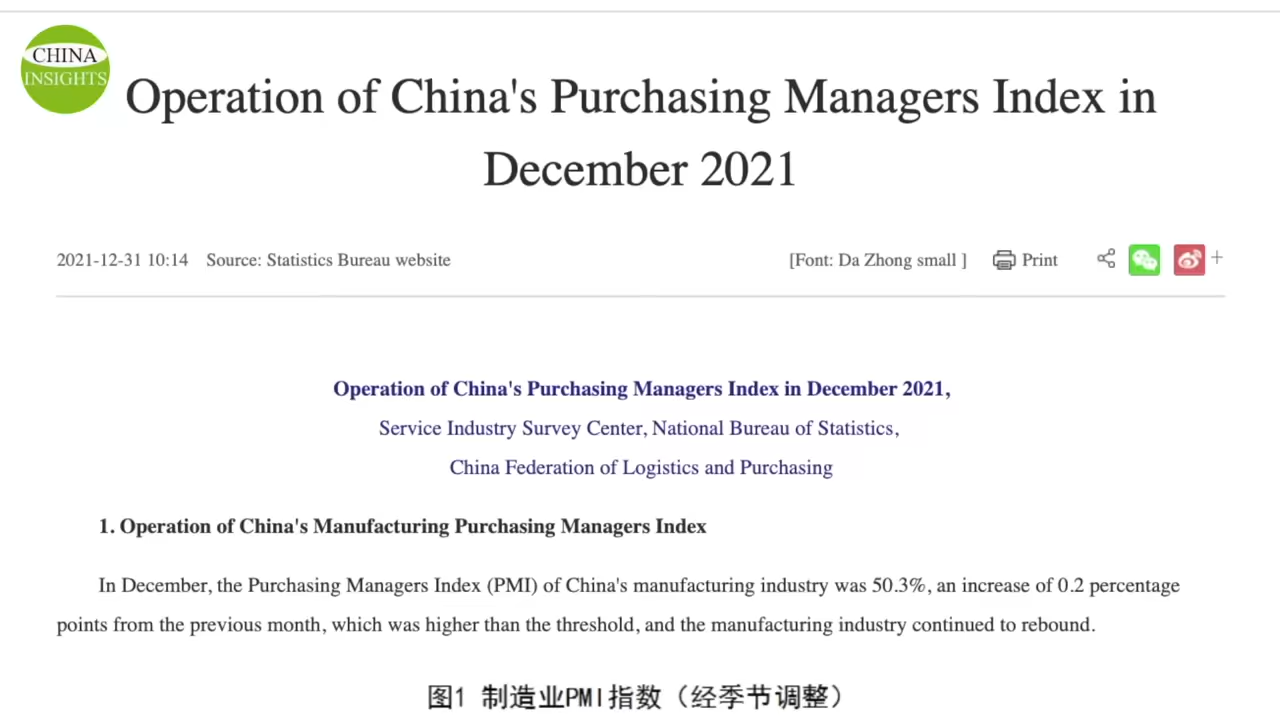 CHINA
INSIGHTS
Operation of China's Purchasing Managers Index in
December 2021
2021-12-31 10:14 Source: Statistics Bureau website
[Font: Da Zhong small ] Print +
Operation of China's Purchasing Managers Index in December 2021,
Service Industry Survey Center, National Bureau of Statistics,
China Federation of Logistics and Purchasing
1. Operation of China's Manufacturing Purchasing Managers Index
In December, the Purchasing Managers Index (PMI) of China's manufacturing industry was 50.3%, an increase of 0.2 percentage
points from the previous month, which was higher than the threshold, and the manufacturing industry continued to rebound.
图1 制造业PMI指数（经季节调整）